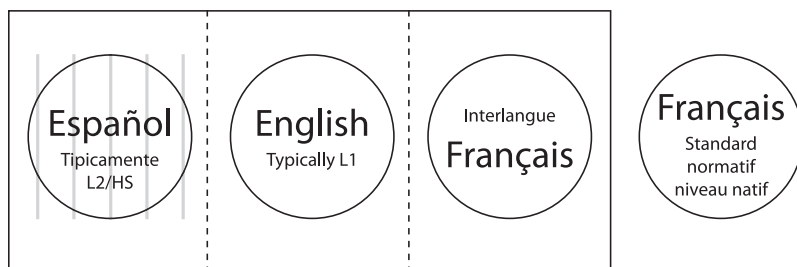 Español
Tipicamente
L2/HS
English
Typically L1
Interlangue
Français
Français
Standard
normatif
niveau natif